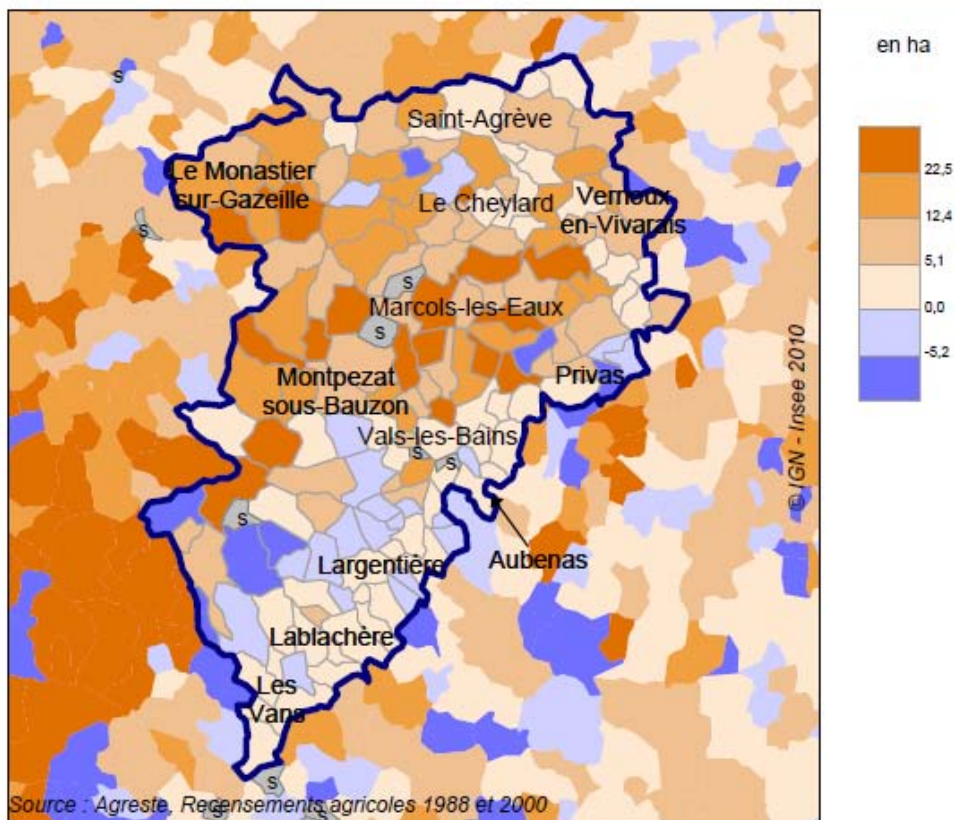 en ha
22,5
12,4
5,1
0,0
-5,2
s
Saint-Agrève
Le Monastier
sur-Gazeille
Le Cheylard
Vernoux
en-Vivarais
s
s
Marcols-les-Eaux
s
Montpezat
sous-Bauzon
Privas
Vals-les-Bains
s
s
s
Largentière
Aubenas
Lablachère
Les
Vans
s
© IGN - Insee 2010
Source : Agreste, Recensements agricoles 1988 et 2000
s
s